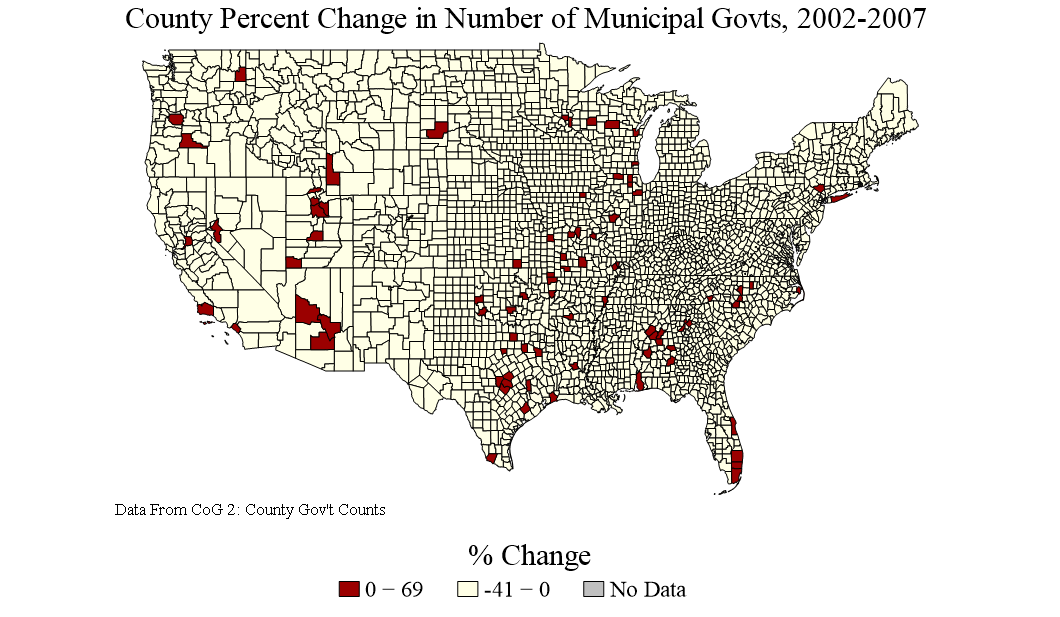 County Percent Change in Number of Municipal Govts, 2002-2007
Data From CoG 2: County Gov't Counts
% Change
0 − 69
-41 − 0
No Data